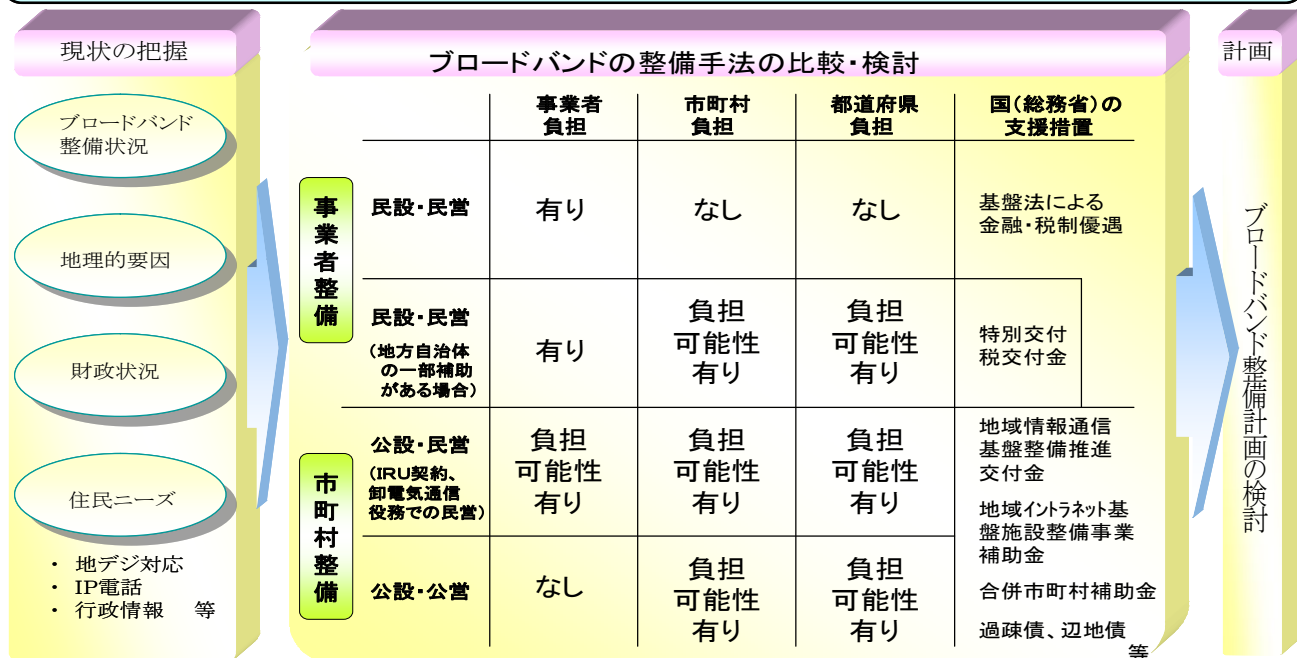 現状の把握
ブロードバンド
整備状況
地理的要因
財政状況
住民ニーズ
・ 地デジ対応
・ IP電話
・ 行政情報　等
ブロードバンドの整備手法の比較・検討
事業者
負担
市町村
負担
都道府県
負担
国(総務省)の
支援措置
事業者整備
民設・民営
有り
なし
なし
基盤法による
金融・税制優遇
民設・民営
(地方自治体
の一部補助
がある場合)
有り
負担
可能性
有り
負担
可能性
有り
特別交付
税交付金
市町村整備
公設・民営
(IRU契約、
卸電気通信
役務での民営)
負担
可能性
有り
負担
可能性
有り
負担
可能性
有り
地域情報通信
基盤整備推進
交付金
地域イントラネット基
盤施設整備事業
補助金
合併市町村補助金
過疎債、辺地債
等
公設・公営
なし
負担
可能性
有り
負担
可能性
有り
計画
ブロードバンド整備計画の検討